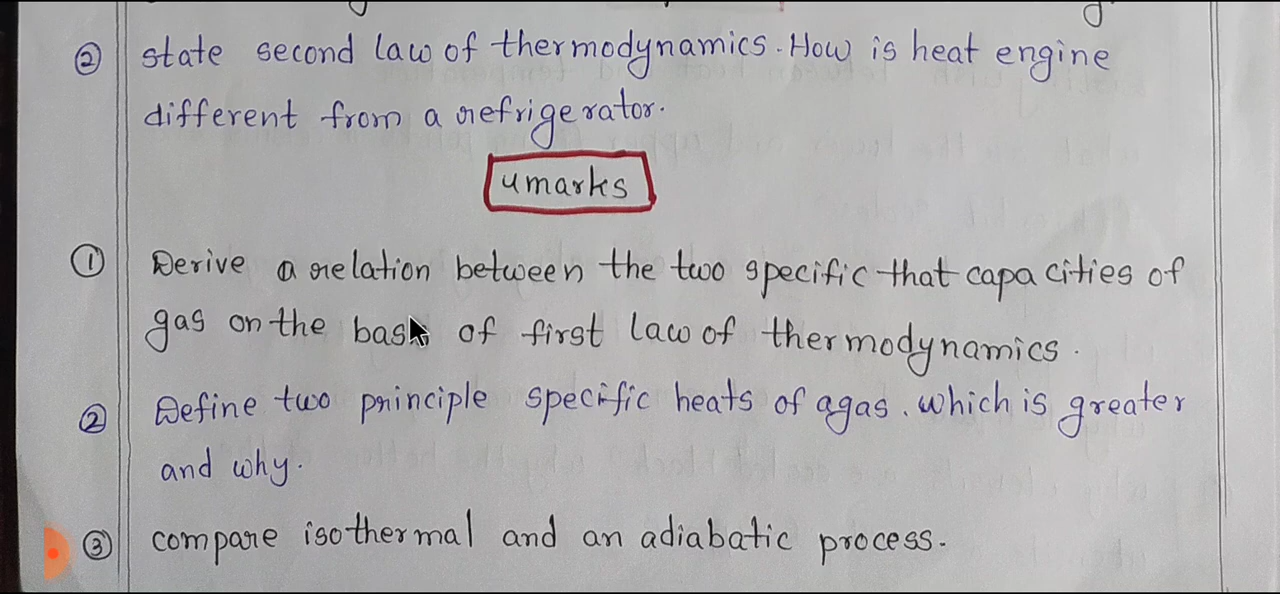 ② state second law of thermodynamics. How is heat engine
different from a refrigerator.
4marks
① Derive a relation between the two specific that capacities of
gas on the of first law of thermodynamics.
② Define two principle specific heats of a gas. which is greater
and why.
③ compare isothermal and an adiabatic process.